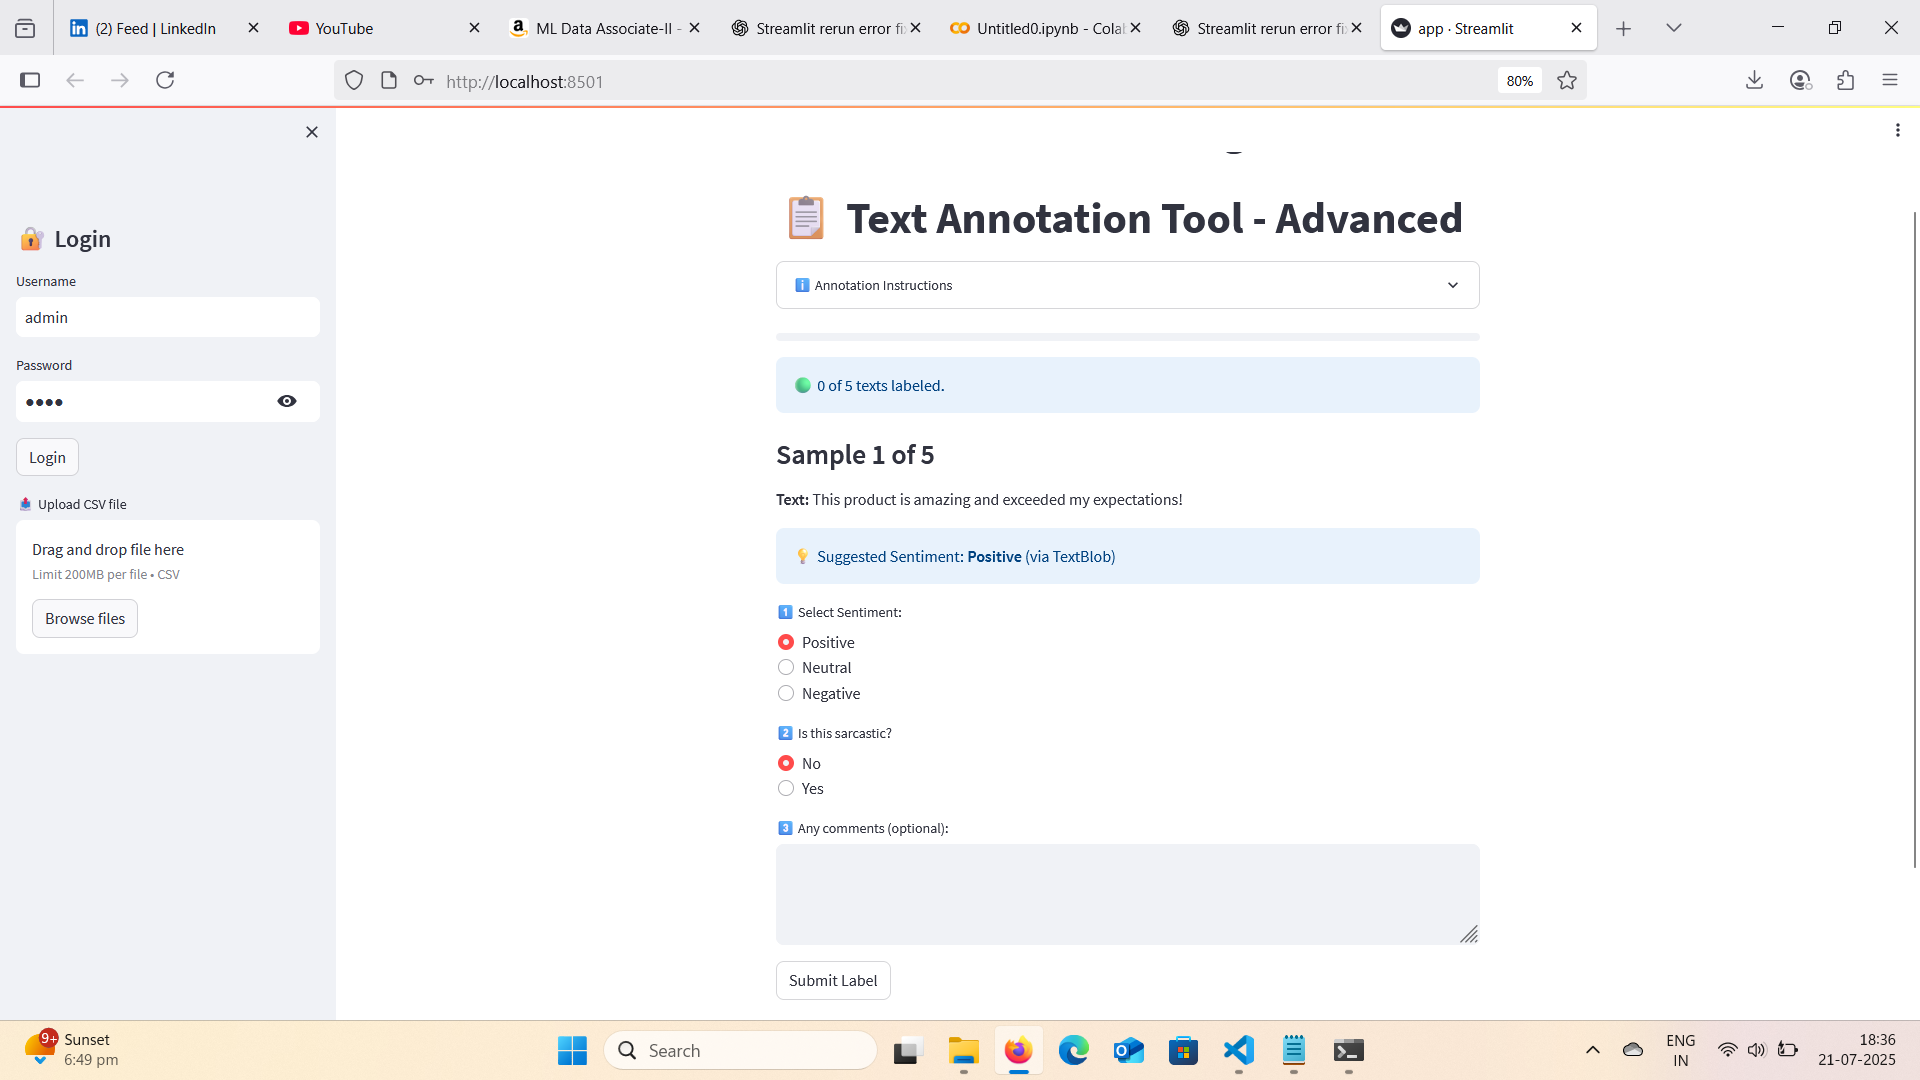 (2) Feed | LinkedIn
YouTube
ML Data Associate-II -
Streamlit rerun error fi
Untitled0.ipynb - Colal
Streamlit rerun error fi
app · Streamlit
http://localhost:8501
80%
Login
Username
admin
Password
Login
Upload CSV file
Drag and drop file here
Limit 200MB per file • CSV
Browse files
Text Annotation Tool - Advanced
Annotation Instructions
0 of 5 texts labeled.
Sample 1 of 5
Text: This product is amazing and exceeded my expectations!
Suggested Sentiment: Positive (via TextBlob)
1 Select Sentiment:
Positive
Neutral
Negative
2 Is this sarcastic?
No
Yes
3 Any comments (optional):
Submit Label
9+
Sunset
6:49 pm
Search
ENG
IN
18:36
21-07-2025